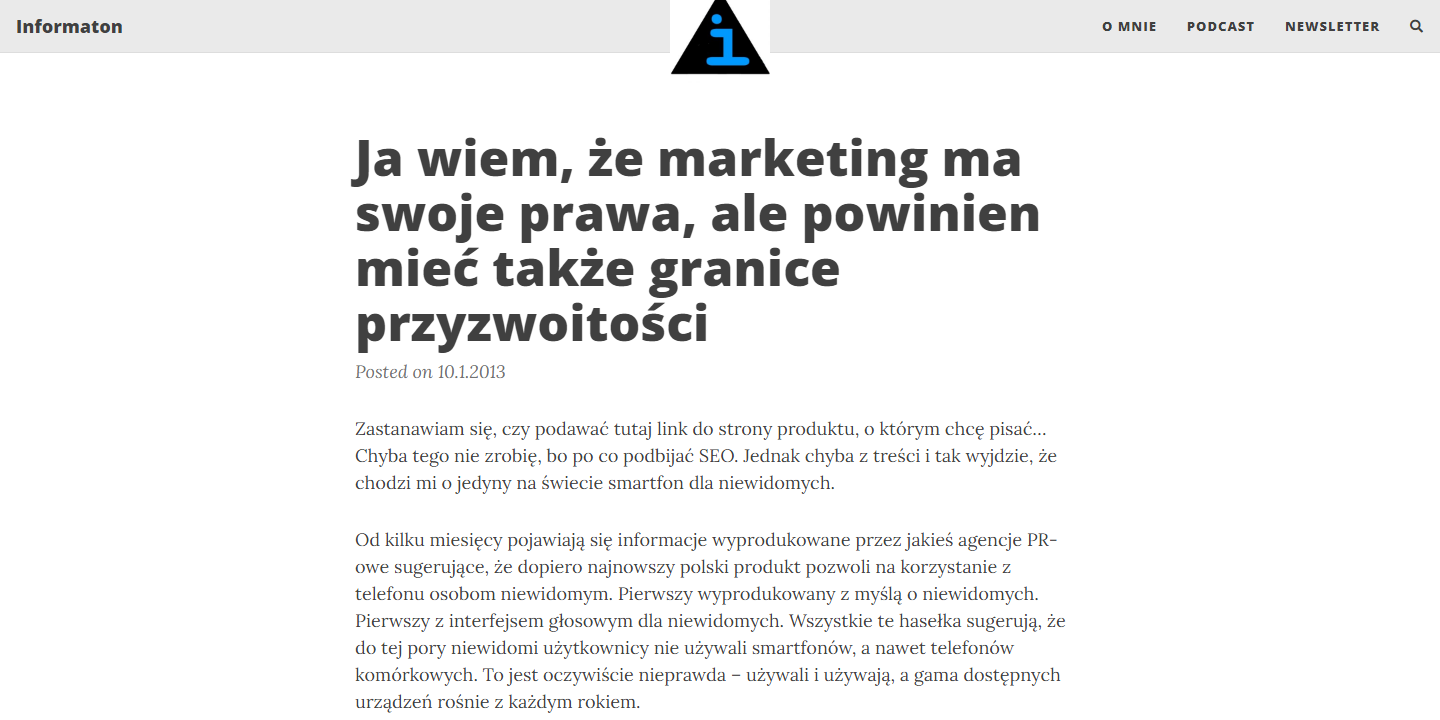 Informaton
i
O MNIE
PODCAST
NEWSLETTER
Ja wiem, że marketing ma
swoje prawa, ale powinien
mieć także granice
przyzwoitości
Posted on 10.1.2013
Zastanawiam się, czy podawać tutaj link do strony produktu, o którym chcę pisać…
Chyba tego nie zrobię, bo po co podbijać SEO. Jednak chyba z treści i tak wyjdzie, że
chodzi mi o jedyny na świecie smartfon dla niewidomych.
Od kilku miesięcy pojawiają się informacje wyprodukowane przez jakieś agencje PR-
owe sugerujące, że dopiero najnowszy polski produkt pozwoli na korzystanie z
telefonu osobom niewidomym. Pierwszy wyprodukowany z myślą o niewidomych.
Pierwszy z interfejsem głosowym dla niewidomych. Wszystkie te hasełka sugerują, że
do tej pory niewidomi użytkownicy nie używali smartfonów, a nawet telefonów
komórkowych. To jest oczywiście nieprawda – używali i używają, a gama dostępnych
urządzeń rośnie z każdym rokiem.